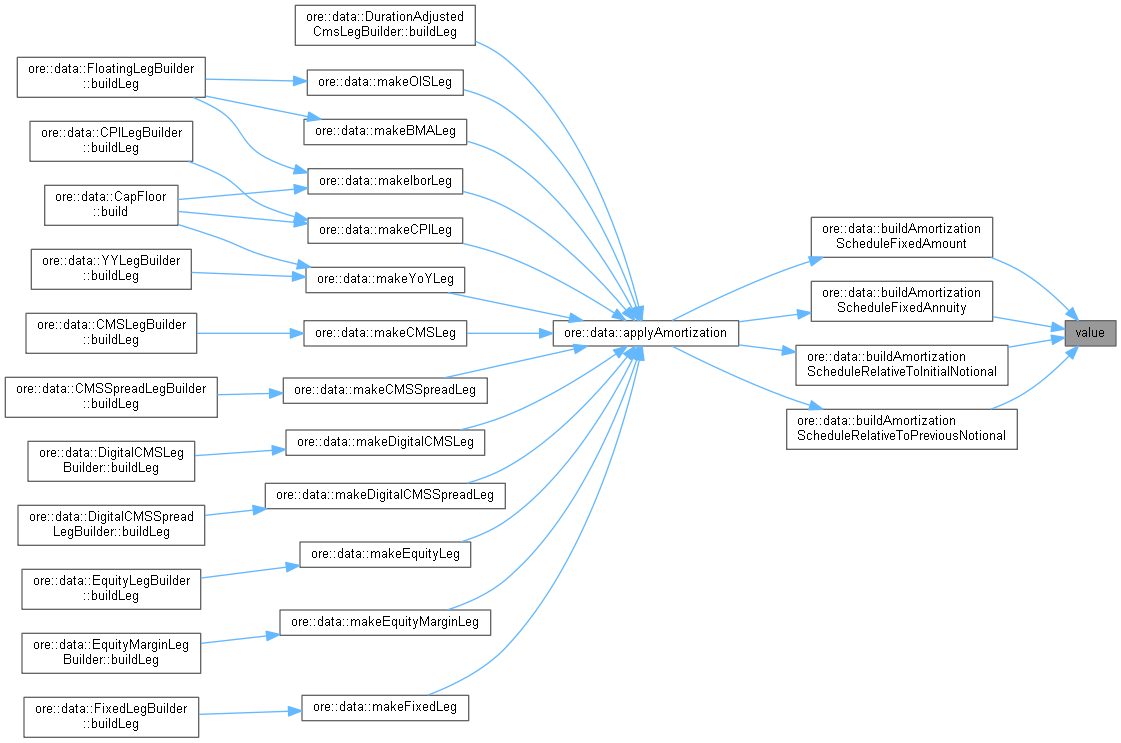 ore::data::DurationAdjusted
CmsLegBuilder::buildLeg
ore::data::FloatingLegBuilder
::buildLeg
ore::data::makeOISLeg
ore::data::makeBMALeg
ore::data::CPILegBuilder
::buildLeg
ore::data::makeIborLeg
ore::data::CapFloor
::build
ore::data::makeCPILeg
ore::data::YYLegBuilder
::buildLeg
ore::data::makeYoYLeg
ore::data::CMSLegBuilder
::buildLeg
ore::data::makeCMSLeg
ore::data::CMSSpreadLegBuilder
::buildLeg
ore::data::makeCMSSpreadLeg
ore::data::DigitalCMSLeg
Builder::buildLeg
ore::data::makeDigitalCMSLeg
ore::data::DigitalCMSSpread
LegBuilder::buildLeg
ore::data::makeDigitalCMSSpreadLeg
ore::data::EquityLegBuilder
::buildLeg
ore::data::makeEquityLeg
ore::data::EquityMarginLeg
Builder::buildLeg
ore::data::makeEquityMarginLeg
ore::data::FixedLegBuilder
::buildLeg
ore::data::makeFixedLeg
ore::data::applyAmortization
ore::data::buildAmortization
ScheduleFixedAmount
ore::data::buildAmortization
ScheduleFixedAnnuity
ore::data::buildAmortization
ScheduleRelativeToInitialNotional
ore::data::buildAmortization
ScheduleRelativeToPreviousNotional
value